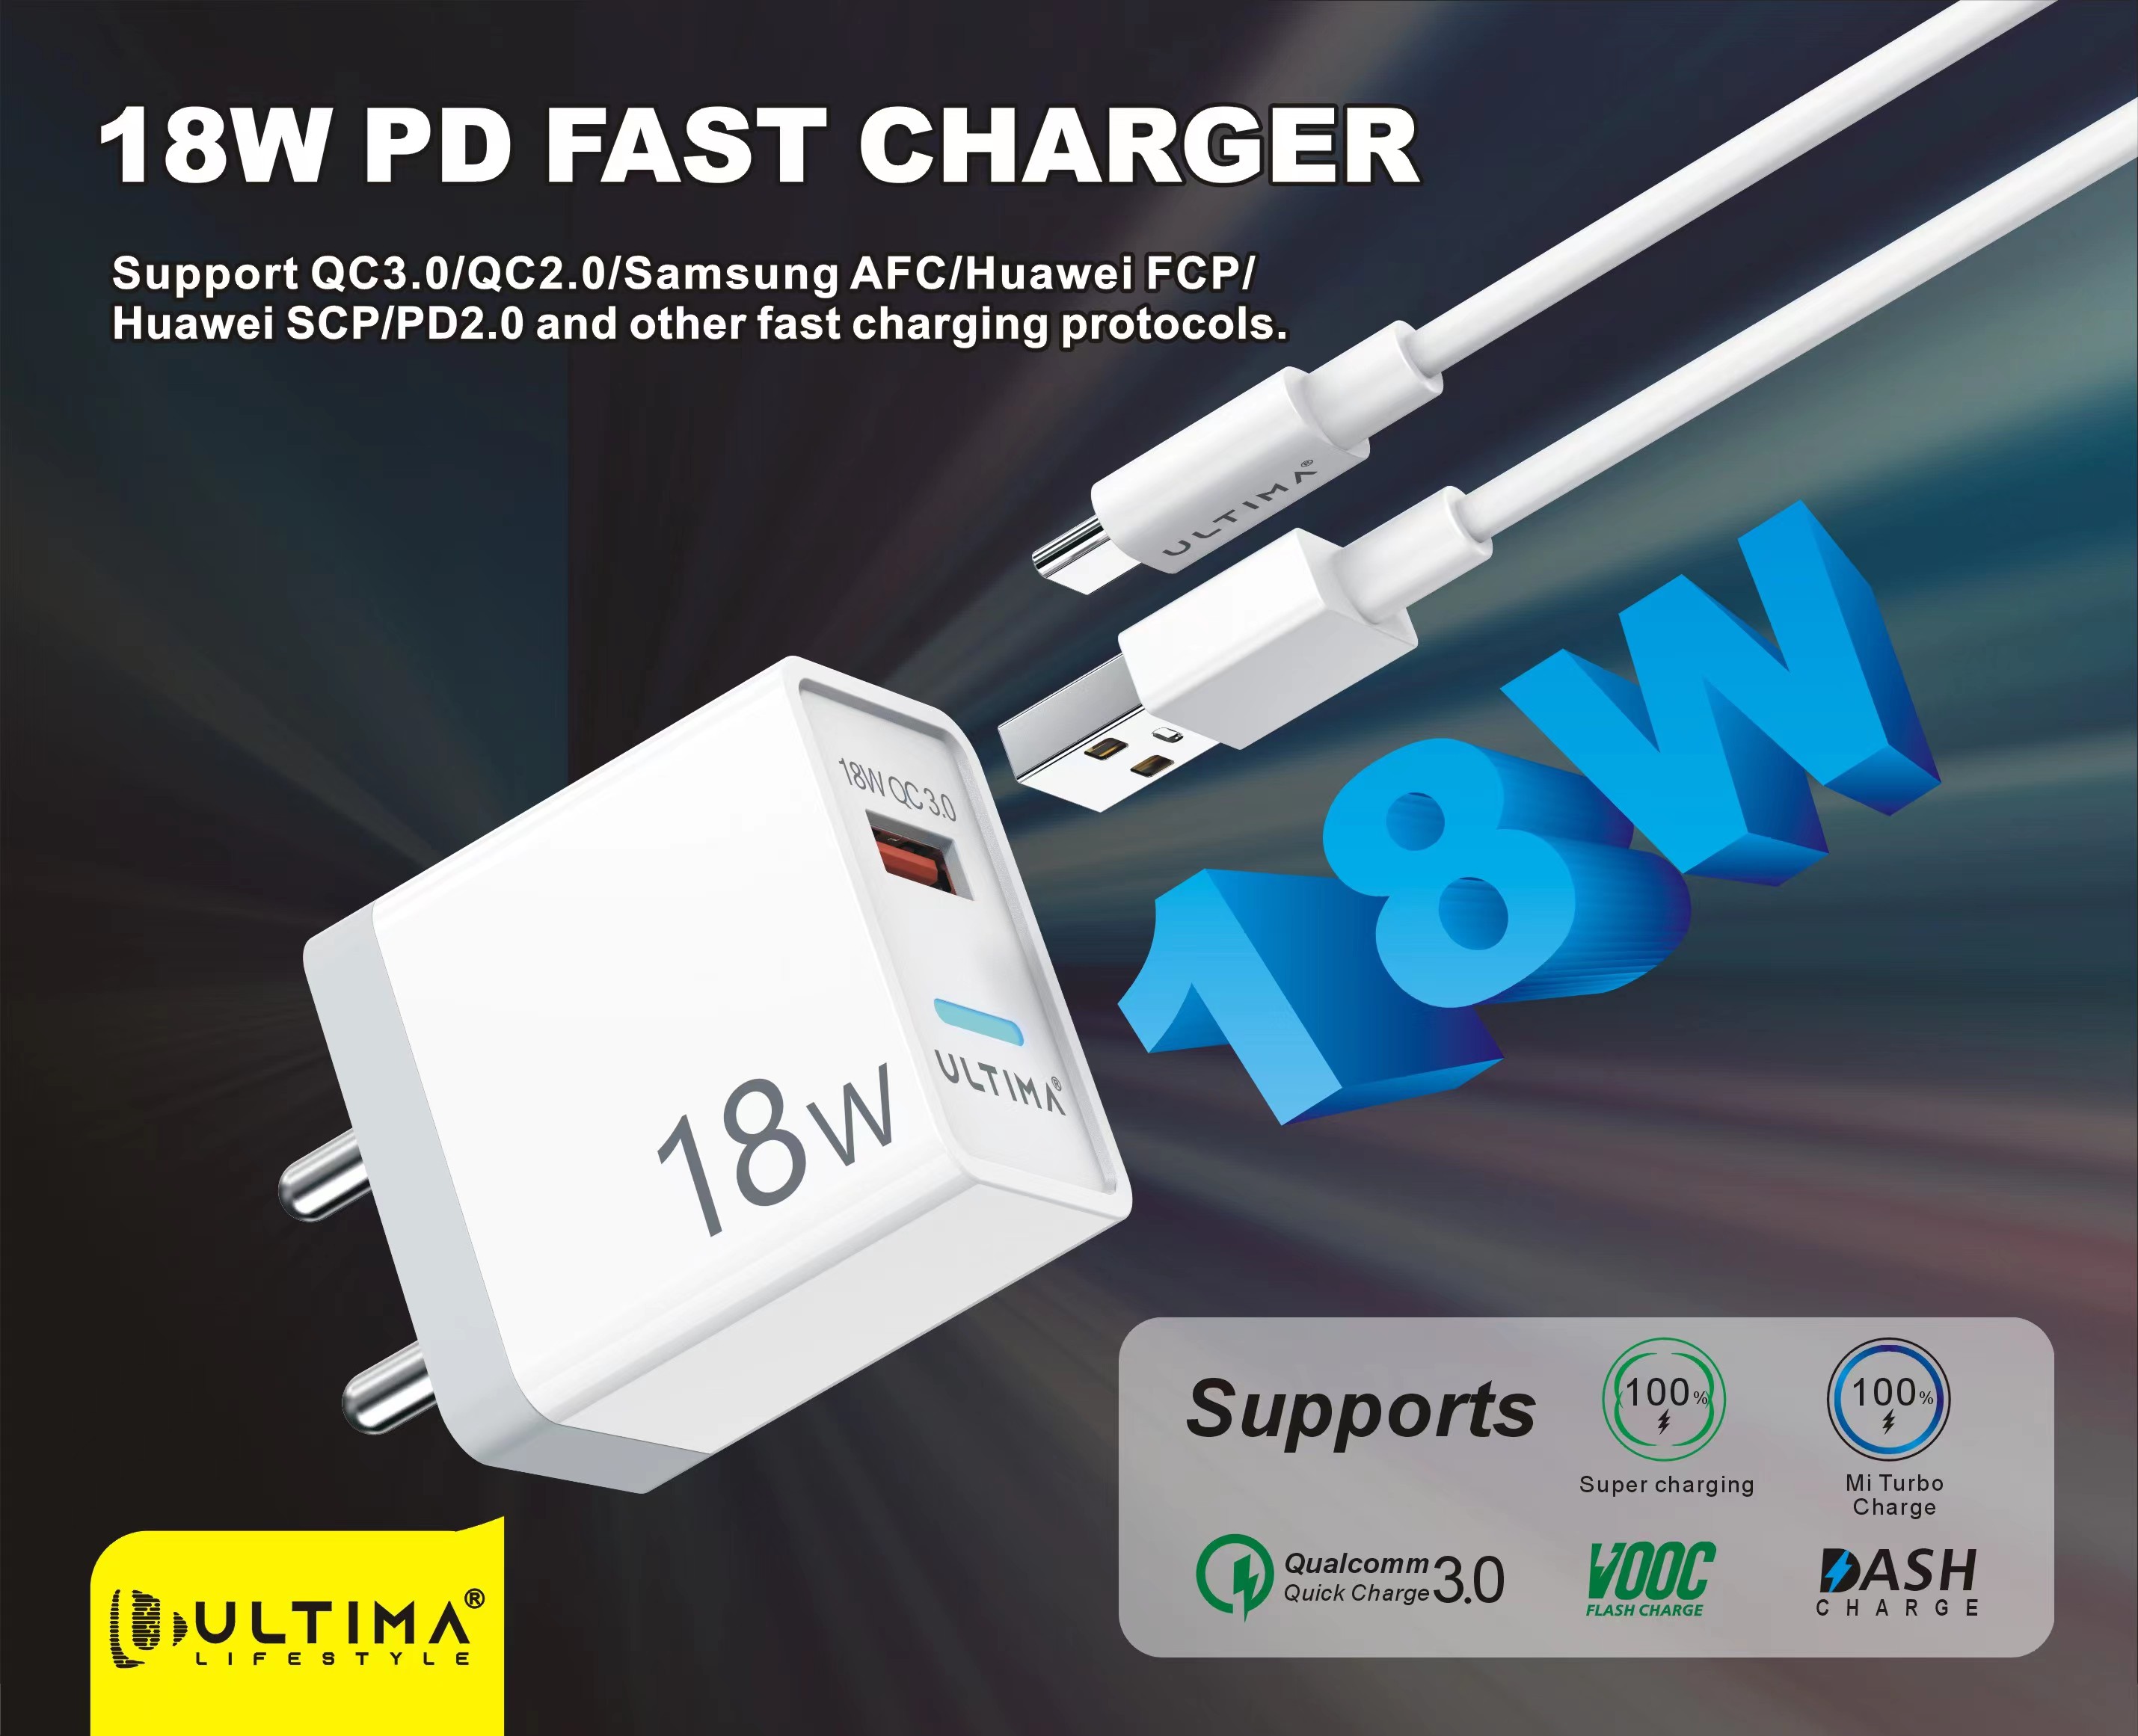 18W PD FAST CHARGER
Support QC3.0/QC2.0/Samsung AFC/Huawei FCP/
Huawei SCP/PD2.0 and other fast charging protocols.
ULTIMA®
18W QC3.0
ULTIMA®
18W
18W
Supports
100%
Super charging
100%
Mi Turbo
Charge
Qualcomm
Quick Charge 3.0
VOOC
FLASH CHARGE
DASH
CHARGE
ULTIMA®
LIFESTYLE